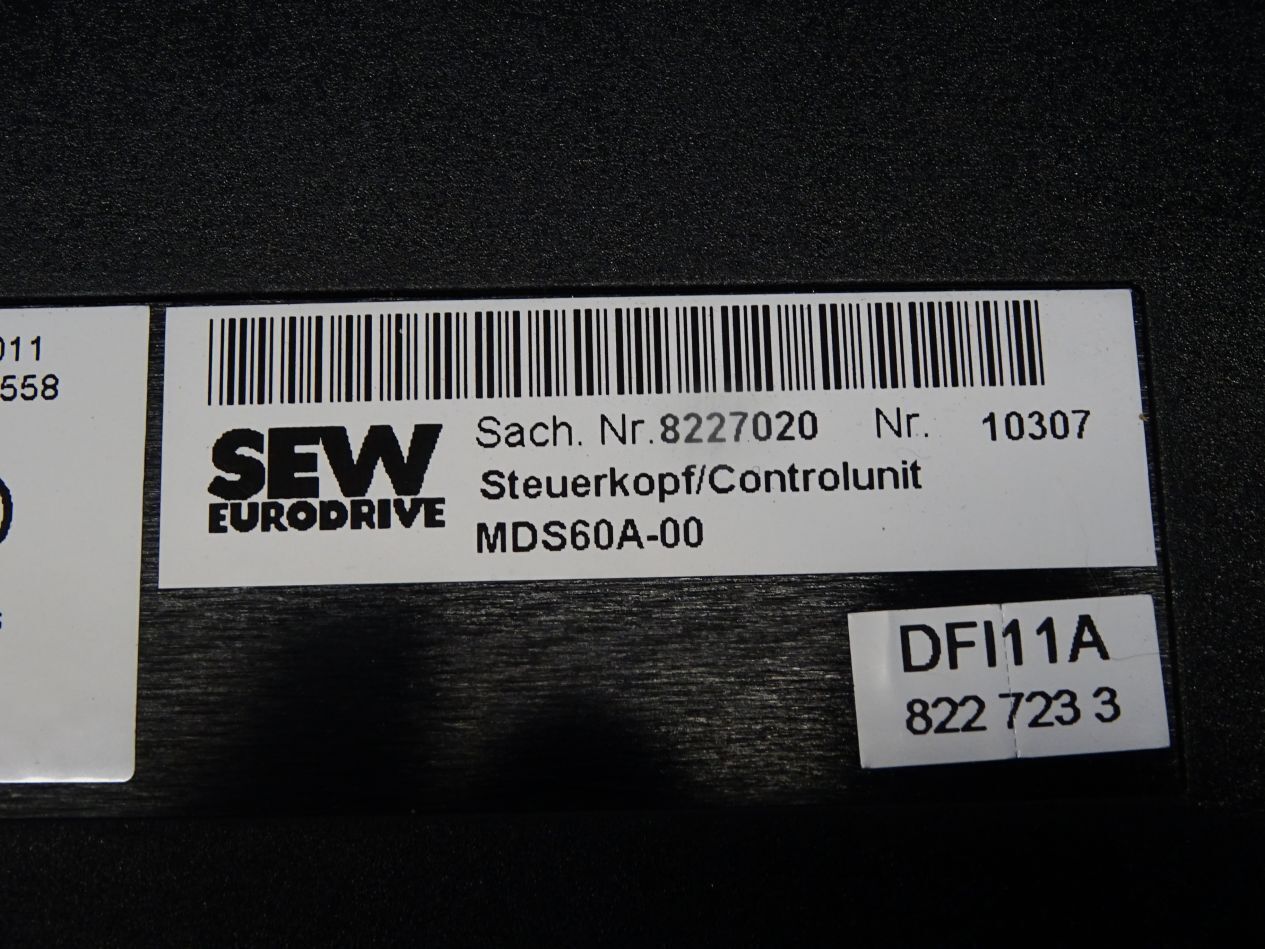 011
558
Sach. Nr.8227020 Nr. 10307
SEW
EURODRIVE
Steuerkopf/Controlunit
MDS60A-00
DFI11A
822 723 3